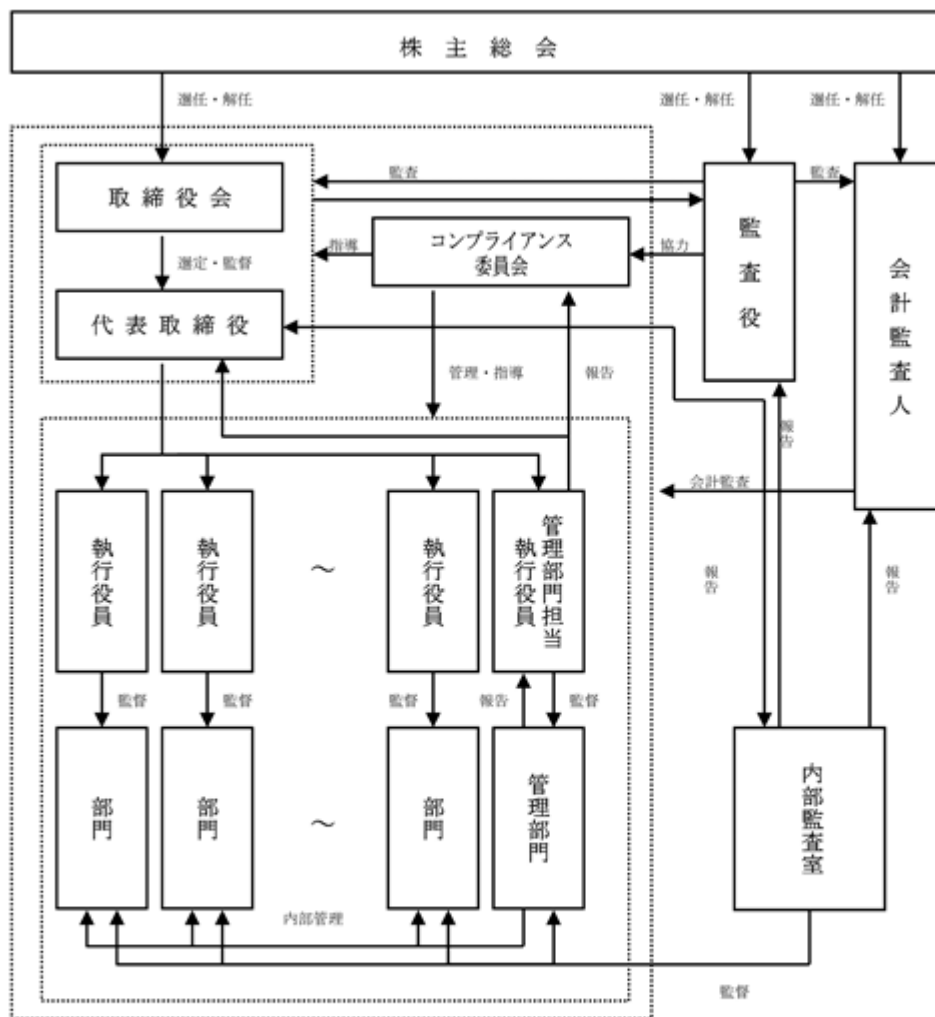 株主総会
選任・解任
選任・解任
選任・解任
取締役会
監査
監査
監査役
会計監査人
コンプライアンス
委員会
指導
協力
選定・監督
代表取締役
管理・指導
報告
報告
会計監査
執行役員
執行役員
～
執行役員
管理部門担当
執行役員
報告
報告
監督
監督
監督
報告
監督
部門
部門
～
部門
管理部門
内部監査室
内部管理
監督